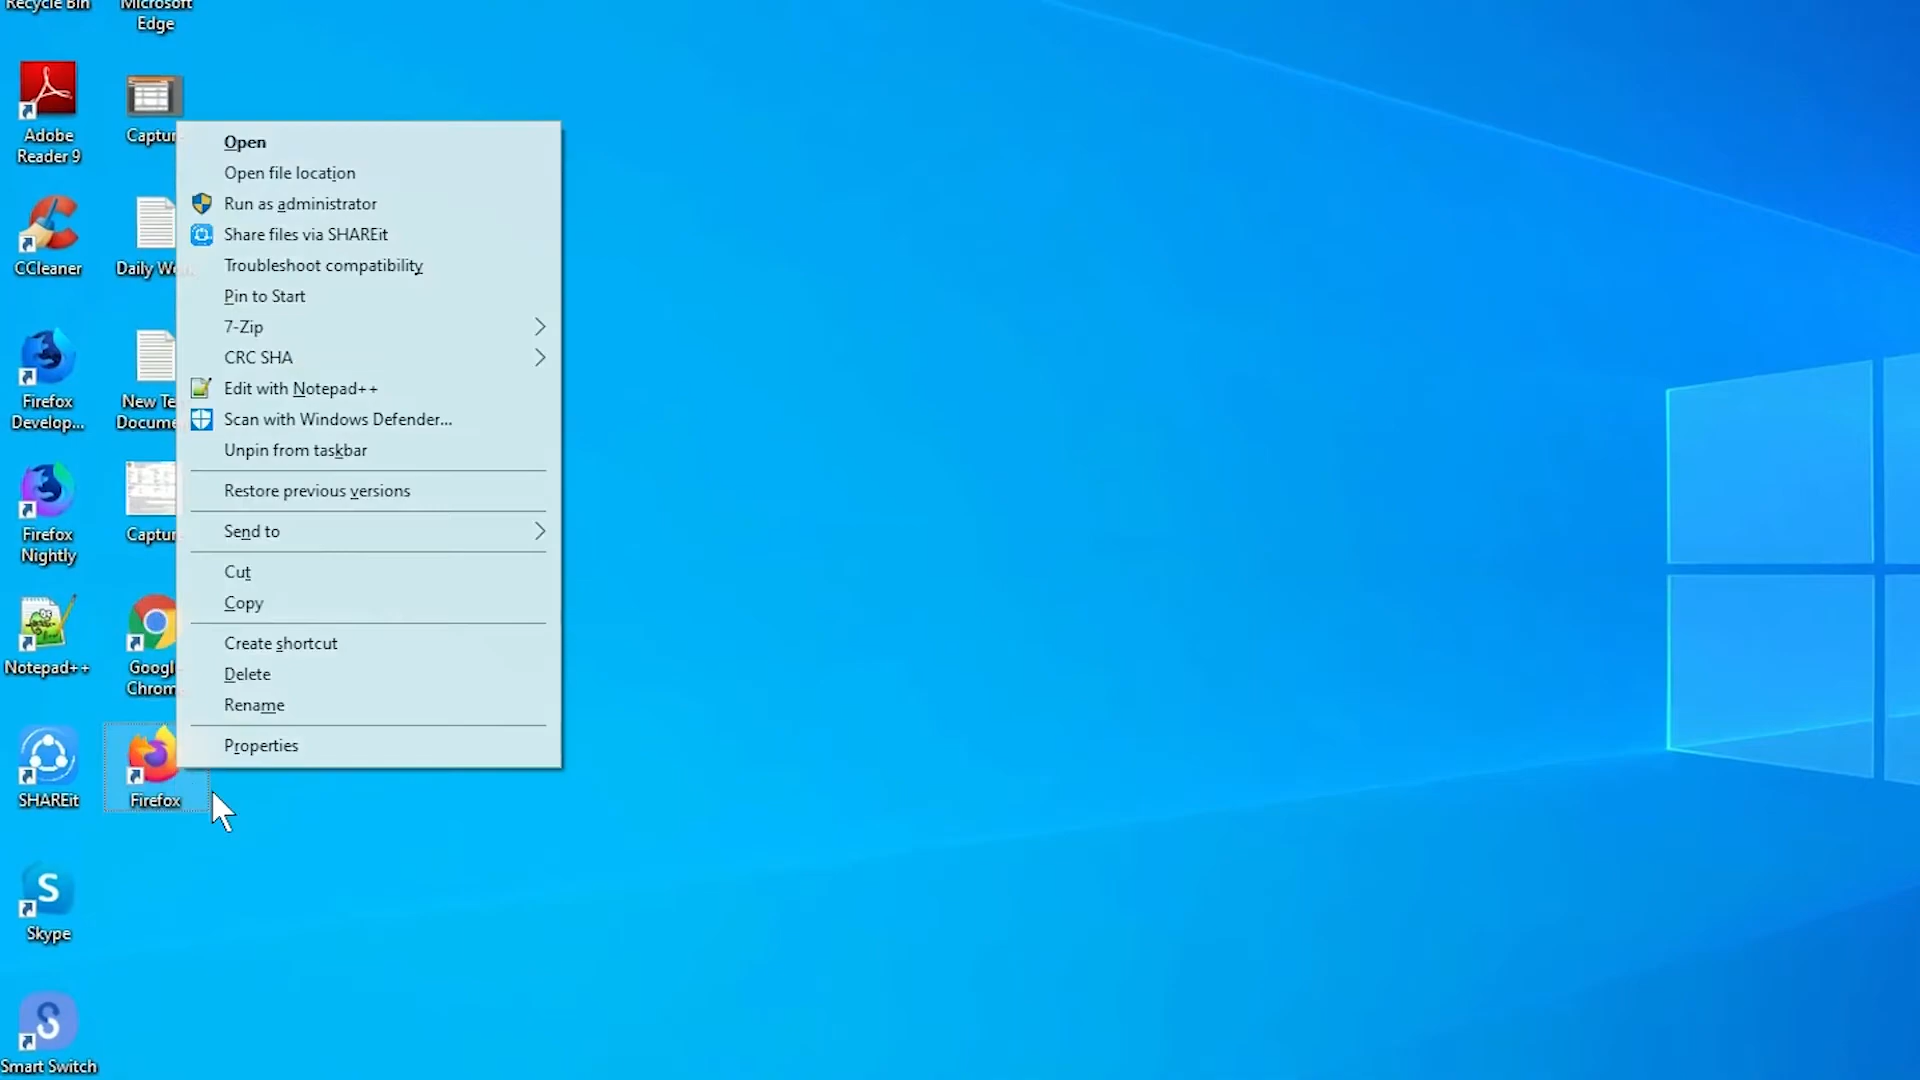 Recycle Bin
Microsoft
Edge
Adobe
Reader 9
Captur
CCleaner
Daily Wo
Firefox
Develop...
New Te
Docume
Firefox
Nightly
Captur
Notepad++
Googl
Chrom
SHAREit
Firefox
Skype
Smart Switch
Open
Open file location
Run as administrator
Share files via SHAREit
Troubleshoot compatibility
Pin to Start
7-Zip
CRC SHA
Edit with Notepad++
Scan with Windows Defender...
Unpin from taskbar
Restore previous versions
Send to
Cut
Copy
Create shortcut
Delete
Rename
Properties